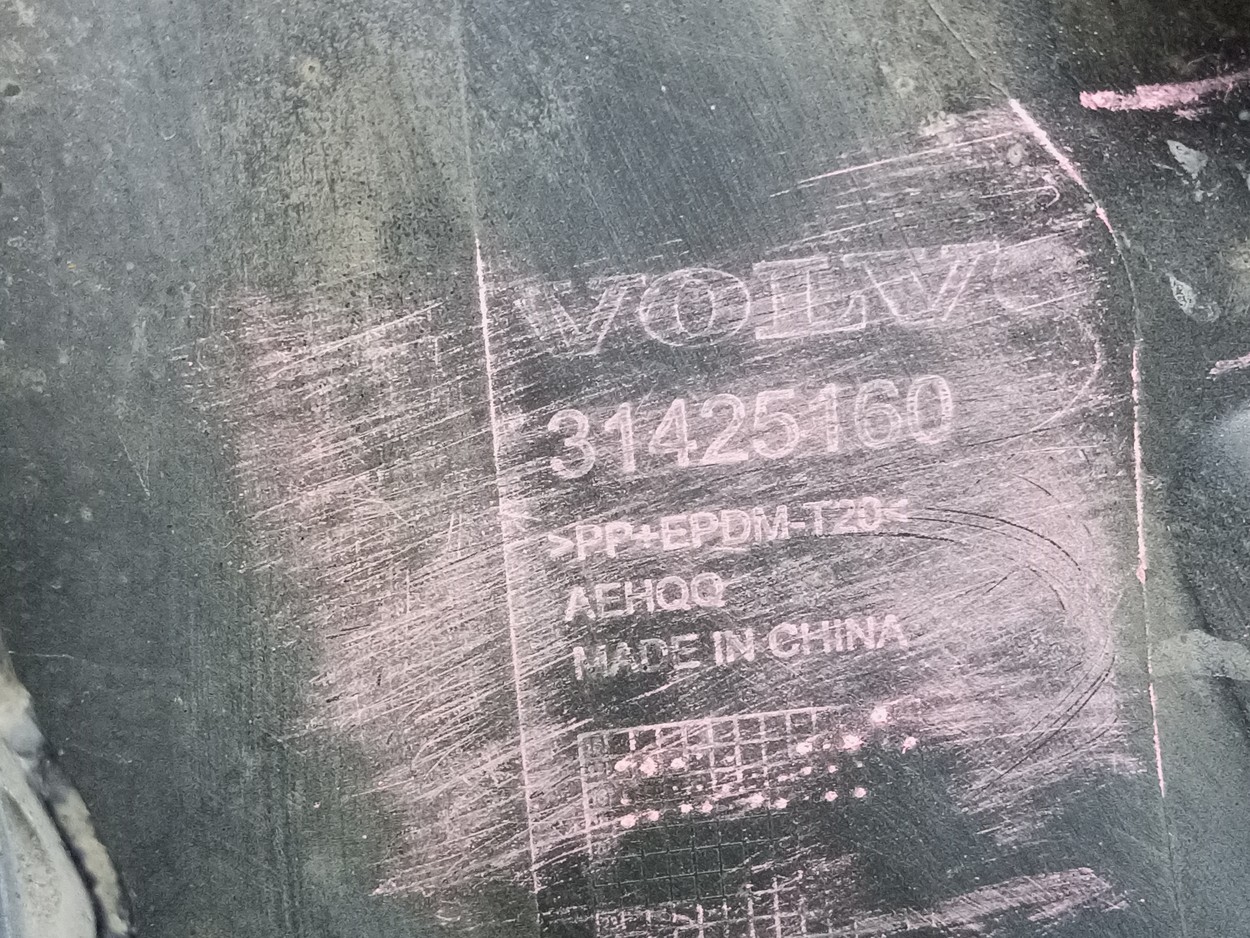 VOLVO
31425160
>PP+EPDM-T20<
AEHQQ
MADE IN CHINA